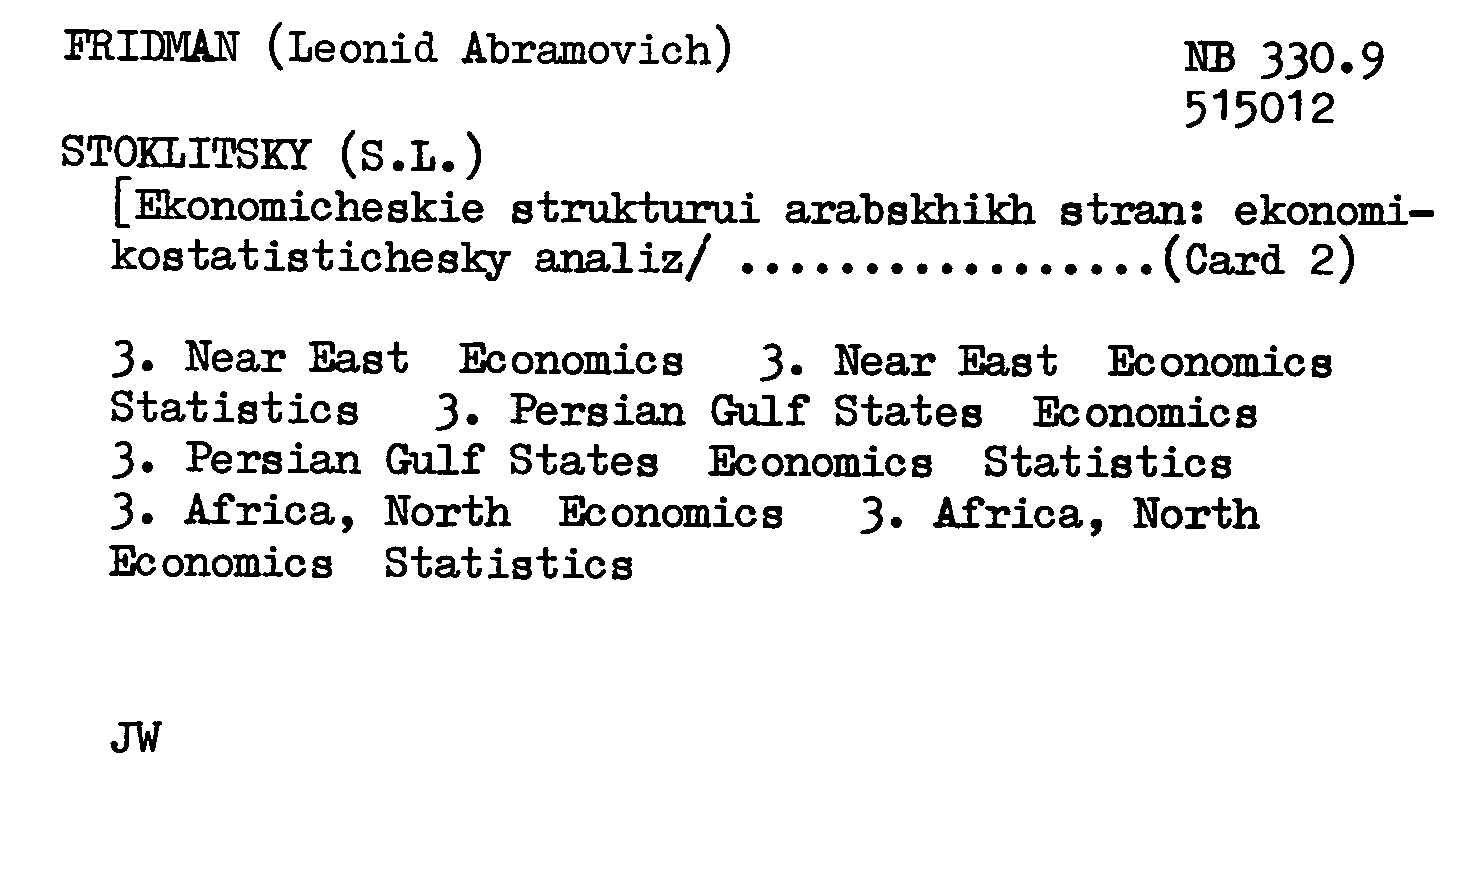 FRIDMAN (Leonid Abramovich)
NB 330.9
515012
STOKLITSKY (S.L.)
[Ekonomicheskie strukturui arabskhikh stran: ekonomi-
kostatistichesky analiz/ .................(Card 2)
3. Near East  Economics   3. Near East  Economics
Statistics   3. Persian Gulf States  Economics
3. Persian Gulf States  Economics  Statistics
3. Africa, North  Economics   3. Africa, North
Economics  Statistics
JW